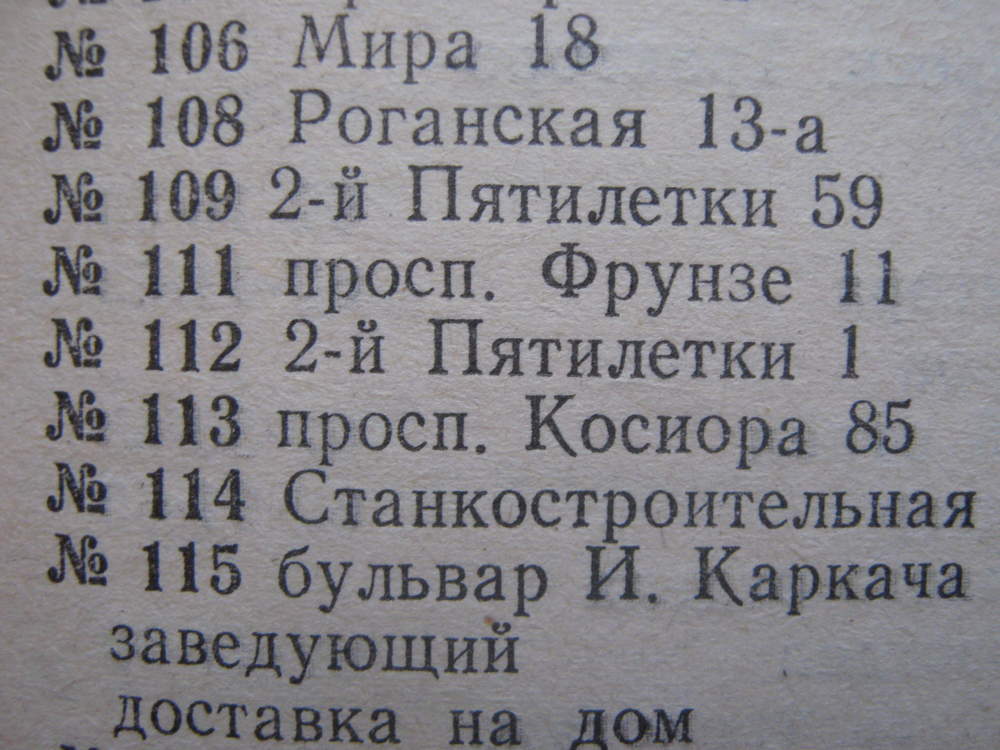 № 106 Мира 18
№ 108 Роганская 13-а
№ 109 2-й Пятилетки 59
№ 111 просп. Фрунзе 11
№ 112 2-й Пятилетки 1
№ 113 просп. Косиора 85
№ 114 Станкостроительная
№ 115 бульвар И. Каркача
заведующий
доставка на дом